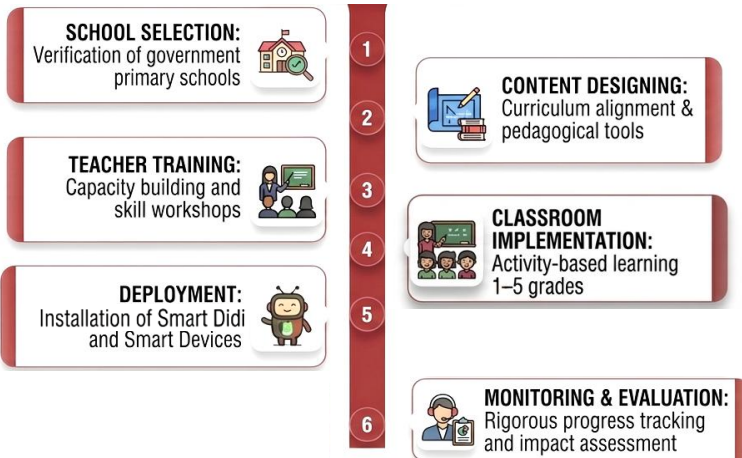 1
SCHOOL SELECTION:
Verification of government
primary schools
2
CONTENT DESIGNING:
Curriculum alignment &
pedagogical tools
3
TEACHER TRAINING:
Capacity building and
skill workshops
4
CLASSROOM
IMPLEMENTATION:
Activity-based learning
1–5 grades
5
DEPLOYMENT:
Installation of Smart Didi
and Smart Devices
6
MONITORING & EVALUATION:
Rigorous progress tracking
and impact assessment